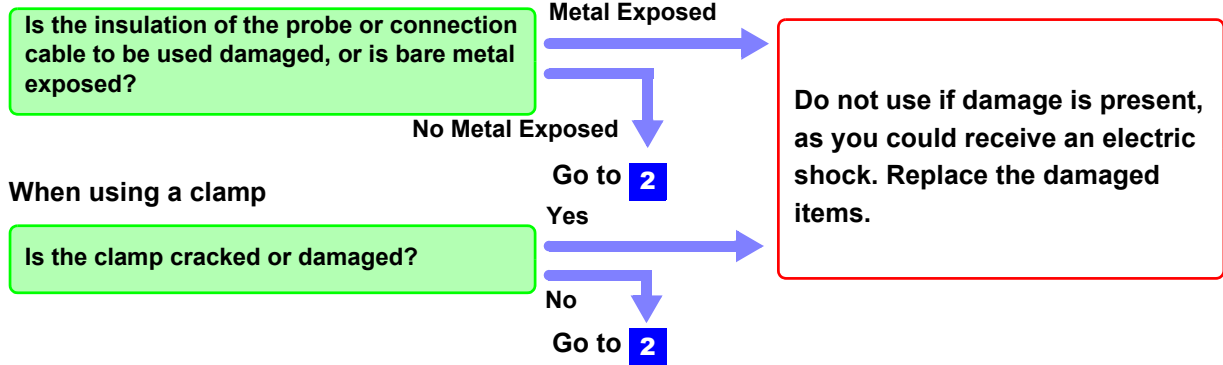 Metal Exposed
Is the insulation of the probe or connection
cable to be used damaged, or is bare metal
exposed?
No Metal Exposed
Go to 2
Do not use if damage is present,
as you could receive an electric
shock. Replace the damaged
items.
When using a clamp
Yes
Is the clamp cracked or damaged?
No
Go to 2